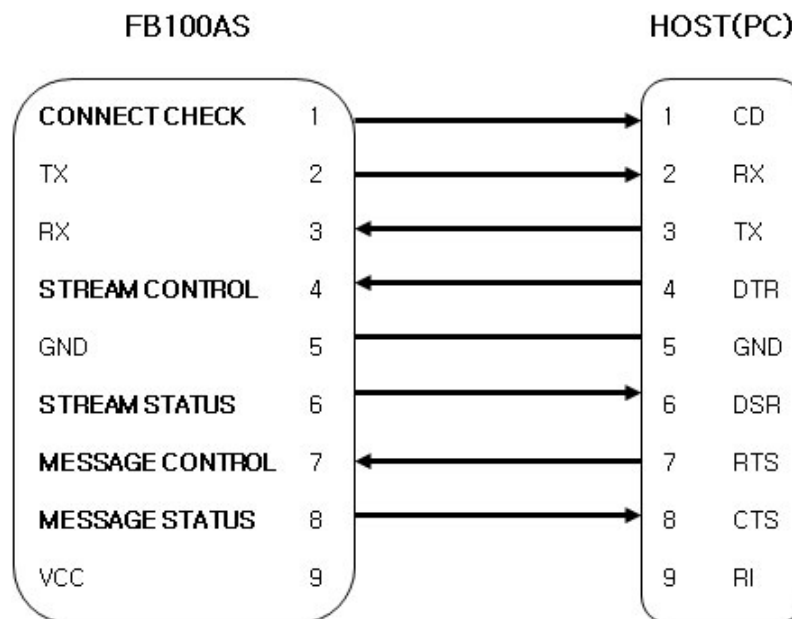 FB100AS HOST(PC)
CONNECT CHECK 1 1 CD
TX 2 2 RX
RX 3 3 TX
STREAM CONTROL 4 4 DTR
GND 5 5 GND
STREAM STATUS 6 6 DSR
MESSAGE CONTROL 7 7 RTS
MESSAGE STATUS 8 8 CTS
VCC 9 9 RI